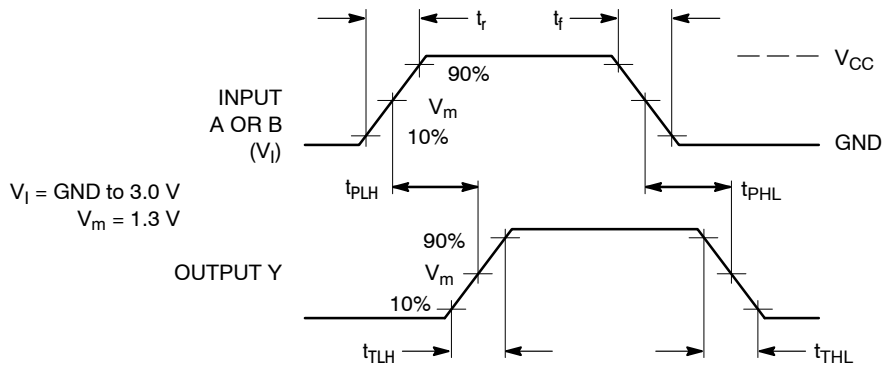 t_r
t_f
V_CC
90%
INPUT
A OR B
(V_I)
V_m
10%
GND
t_PLH
t_PHL
V_I = GND to 3.0 V
V_m = 1.3 V
90%
OUTPUT Y
V_m
10%
t_TLH
t_THL